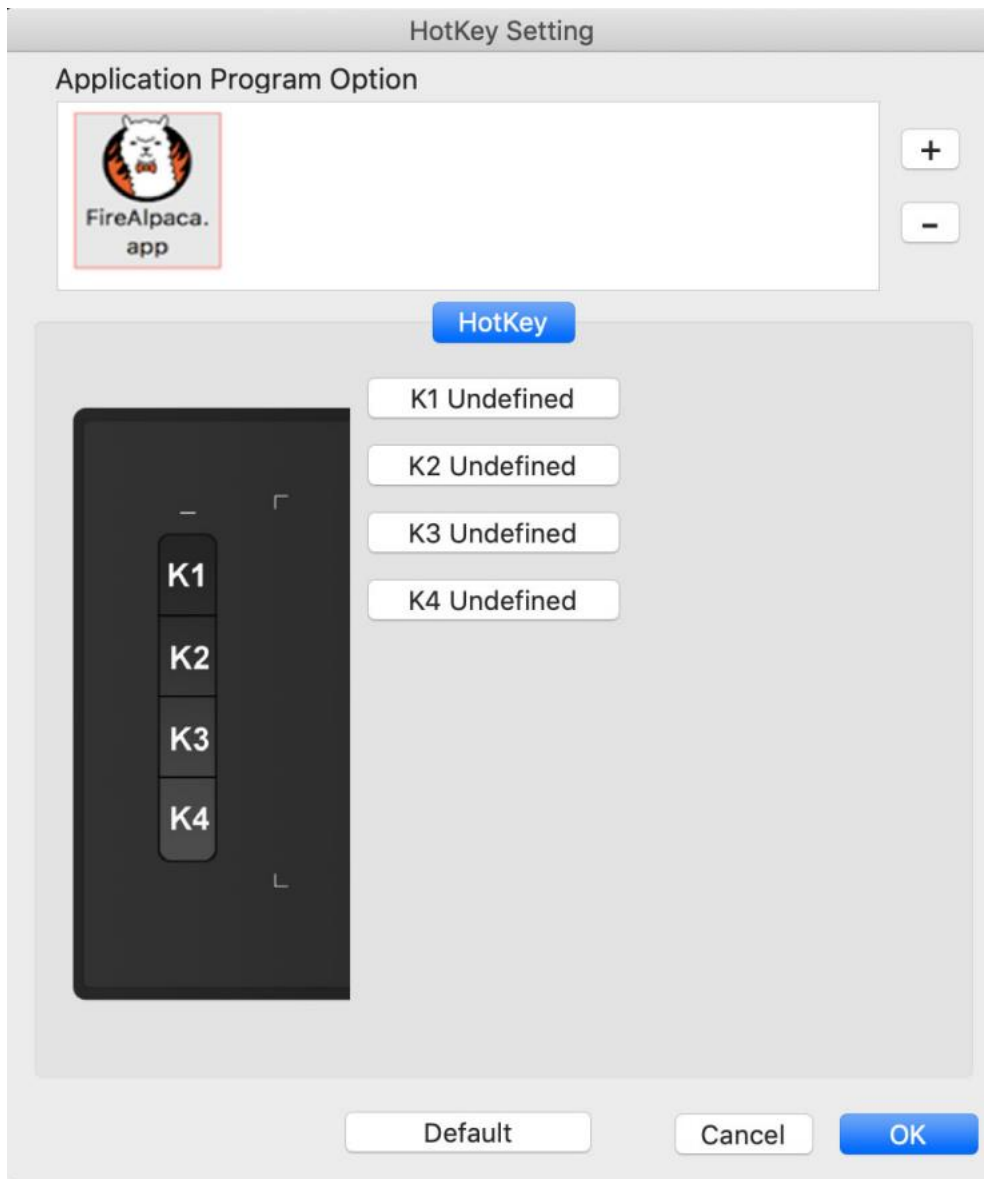 HotKey Setting
Application Program Option
+
FireAlpaca.
app
-
HotKey
K1 Undefined
K2 Undefined
K3 Undefined
K4 Undefined
K1
K2
K3
K4
Default
Cancel
OK